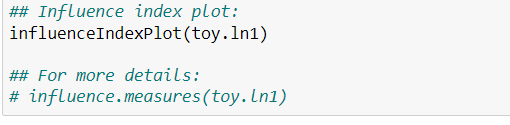 ## Influence index plot:
influenceIndexPlot(toy.ln1)
## For more details:
# influence.measures(toy.ln1)